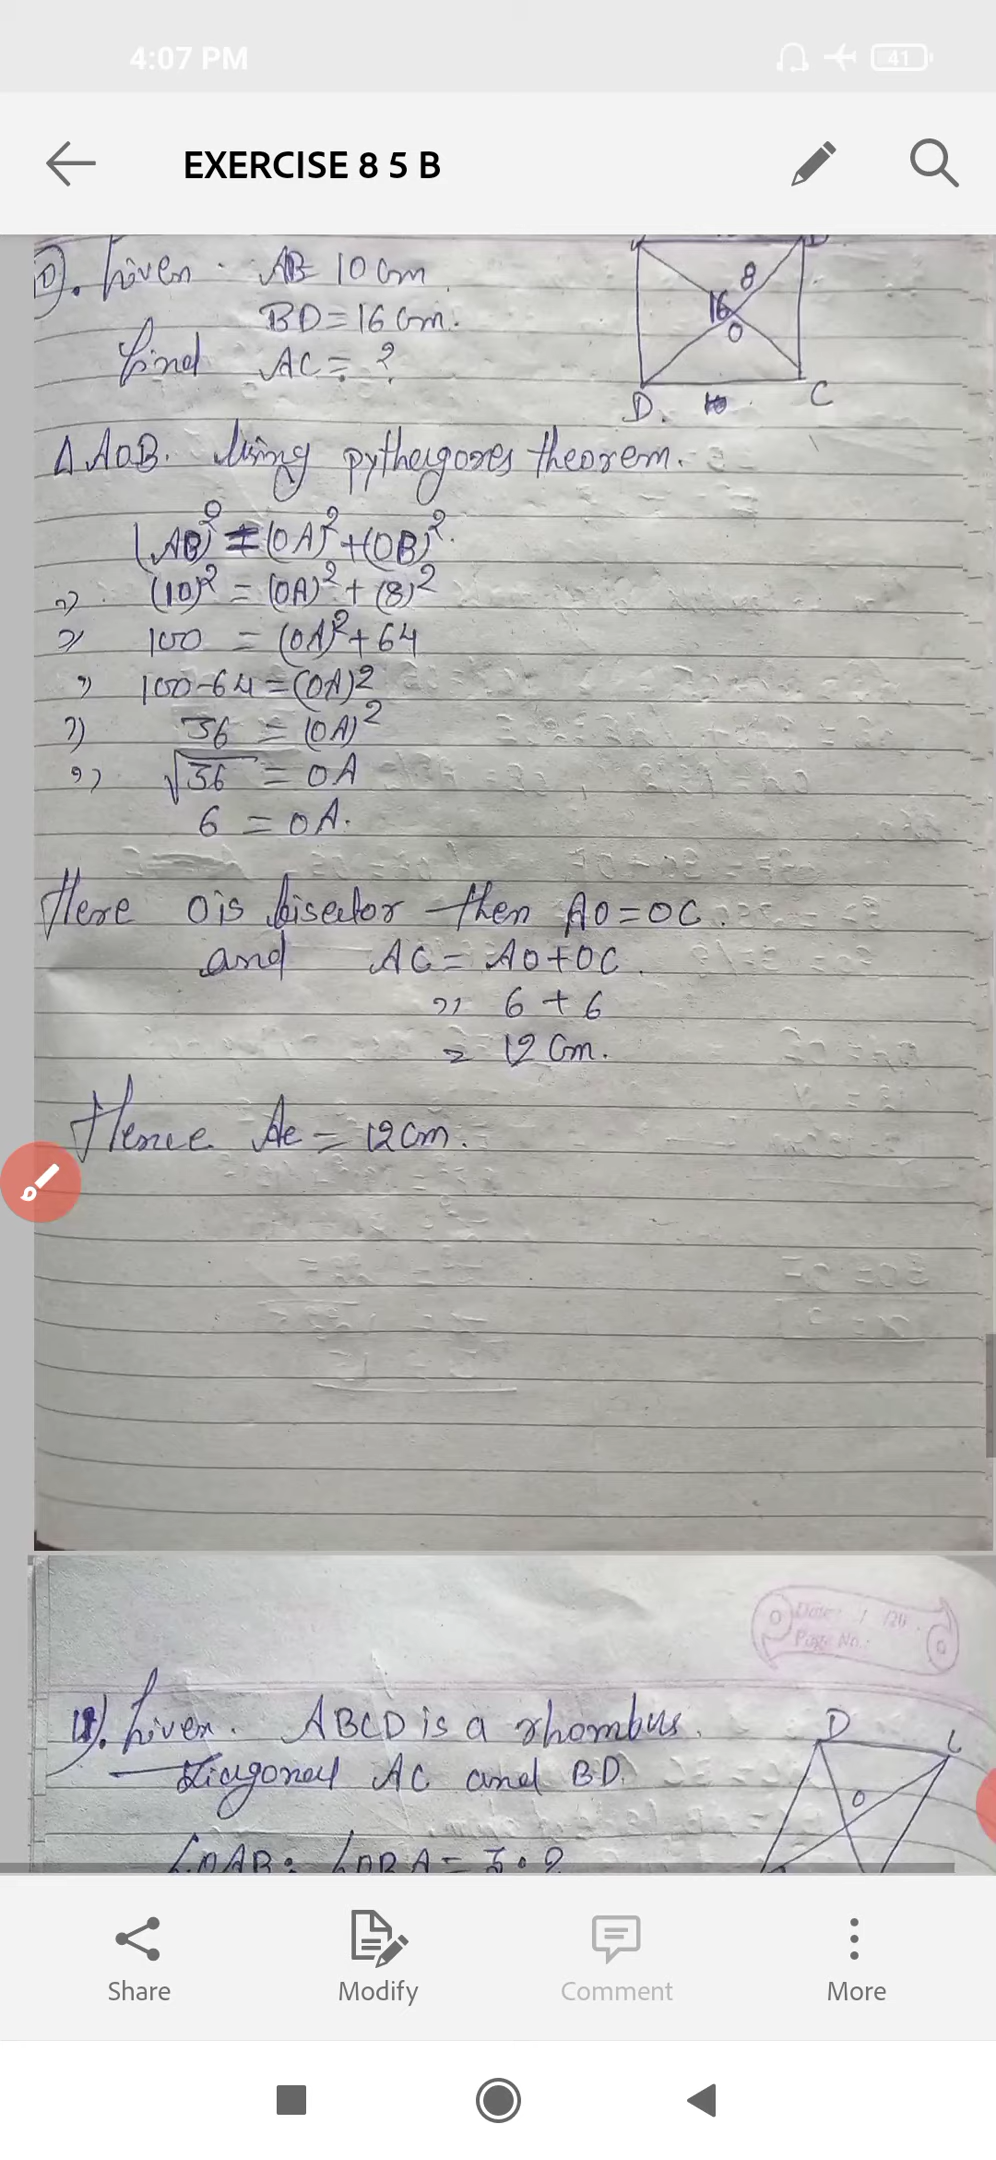 4:07 PM
41
EXERCISE 8 5 B
Given. AB= 10 cm.
BD=16 cm.
find AC= ?
8
16
O
D. 10 C
Δ AOB. Using pythegores theorem.
(AB)² = (OA)²+(OB)².
=> (10)² = (OA)² + (8)²
=> 100 = (OA)²+64
=> 100-64=(OA)2
=> 36 = (OA)2
=> √36 = OA
6 = OA.
Here O is bisector then AO=OC.
and AC= AO+OC.
=> 6 + 6
= 12 cm.
Hence Ac= 12cm.
Date: / /20
Page No.:
Given. ABCD is a rhombus.
Diagonal AC and BD.
D C
O
Share Modify Comment More